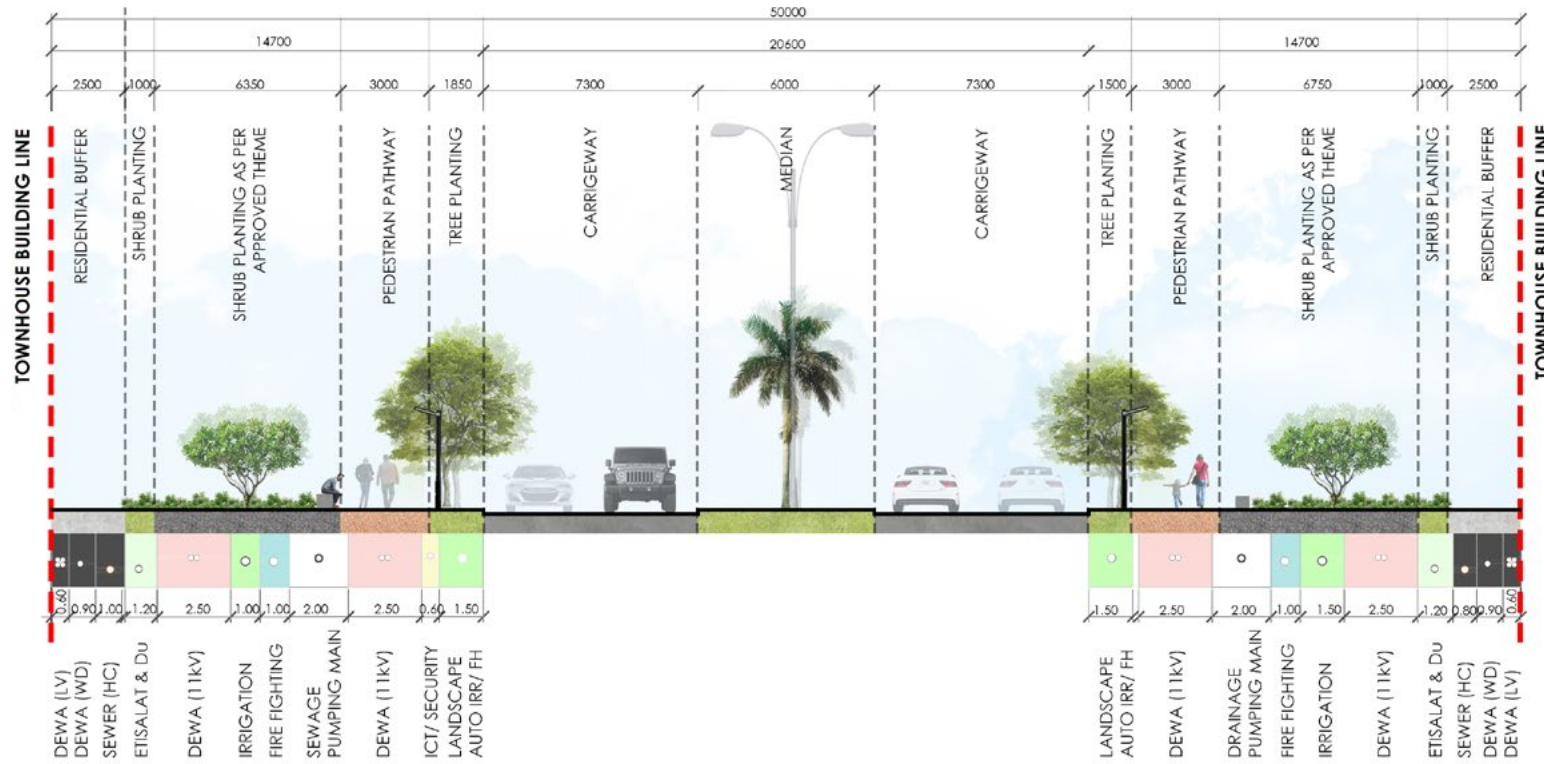 50000
14700
20600
14700
2500
1000
6350
3000
1850
7300
6000
7300
1500
3000
6750
1000
2500
TOWNHOUSE BUILDING LINE
RESIDENTIAL BUFFER
SHRUB PLANTING
SHRUB PLANTING AS PER
APPROVED THEME
PEDESTRIAN PATHWAY
TREE PLANTING
CARRIGEWAY
MEDIAN
CARRIGEWAY
TREE PLANTING
PEDESTRIAN PATHWAY
SHRUB PLANTING AS PER
APPROVED THEME
SHRUB PLANTING
RESIDENTIAL BUFFER
TOWNHOUSE BUILDING LINE
0.60
0.90
1.00
1.20
2.50
1.00
1.00
2.00
2.50
0.60
1.50
1.50
2.50
2.00
1.00
1.50
2.50
1.20
0.80
0.90
0.60
DEWA (LV)
DEWA (WD)
SEWER (HC)
ETISALAT & Du
DEWA (11kV)
IRRIGATION
FIRE FIGHTING
SEWAGE
PUMPING MAIN
DEWA (11kV)
ICT/ SECURITY
LANDSCAPE
AUTO IRR/ FH
LANDSCAPE
AUTO IRR/ FH
DEWA (11kV)
DRAINAGE
PUMPING MAIN
FIRE FIGHTING
IRRIGATION
DEWA (11kV)
ETISALAT & Du
SEWER (HC)
DEWA (WD)
DEWA (LV)